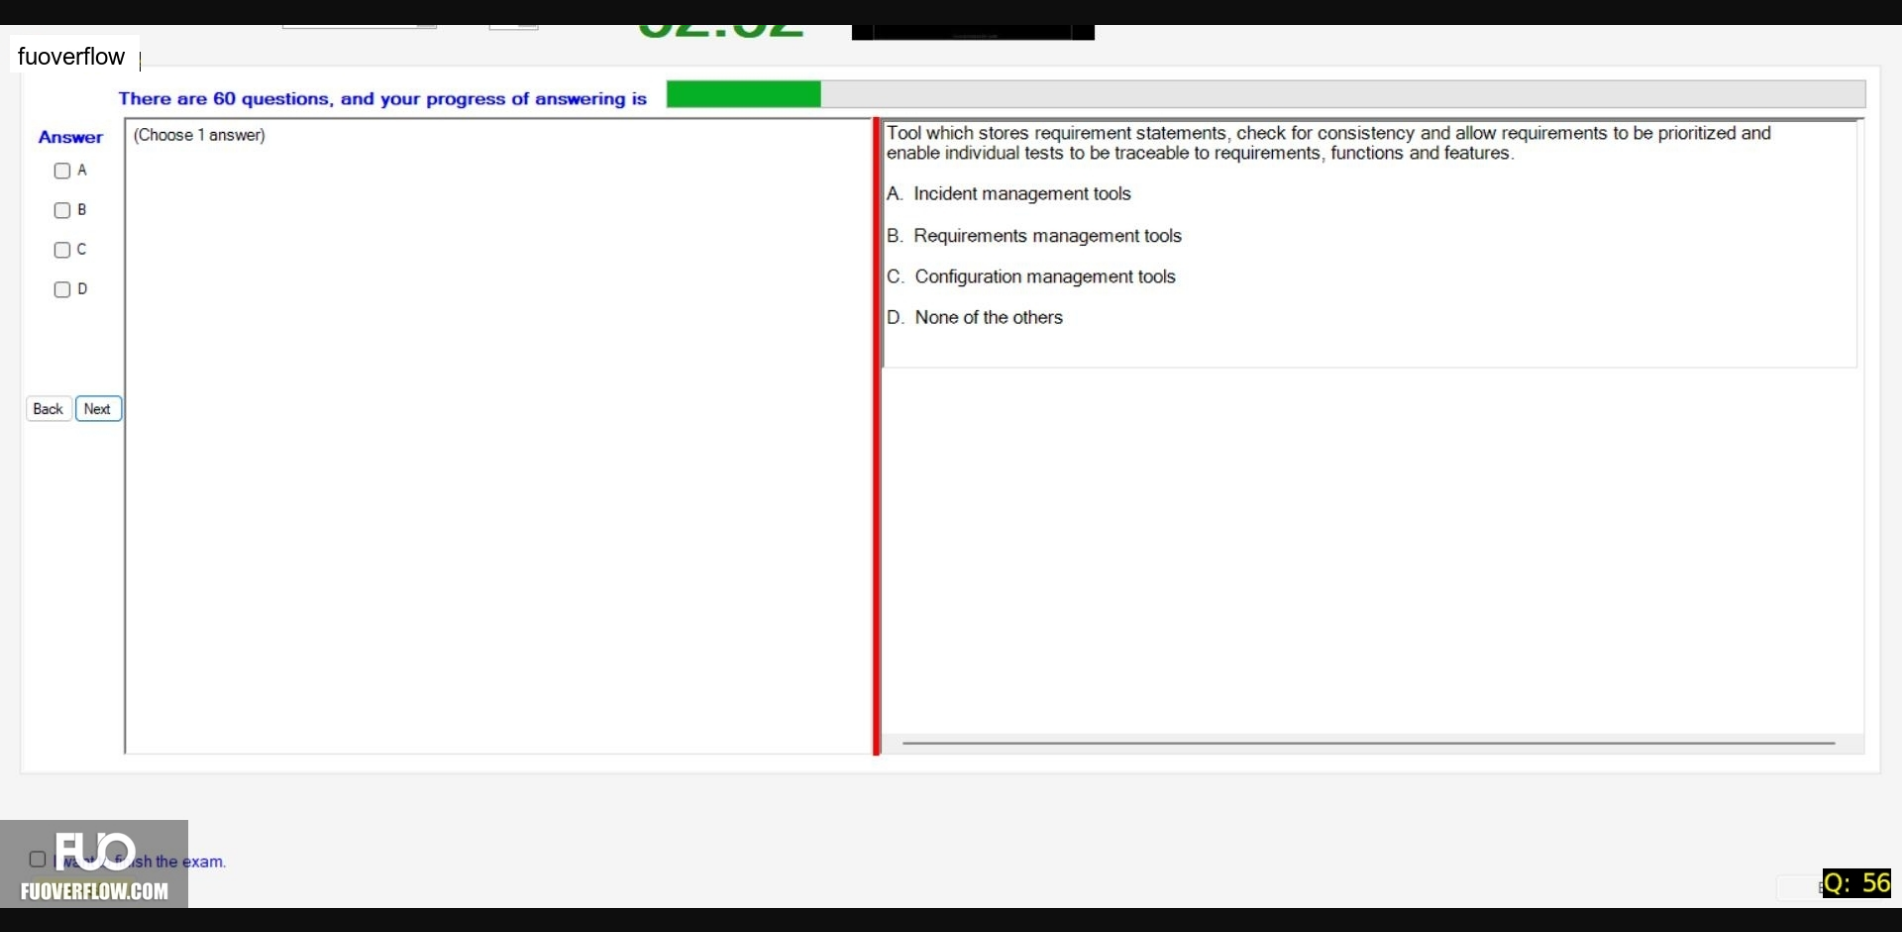 fuoverflow
There are 60 questions, and your progress of answering is
Answer
(Choose 1 answer)
A
B
C
D
Back Next
Tool which stores requirement statements, check for consistency and allow requirements to be prioritized and
enable individual tests to be traceable to requirements, functions and features.
A. Incident management tools
B. Requirements management tools
C. Configuration management tools
D. None of the others
FUO
finish the exam.
FUOVERFLOW.COM
Q: 56